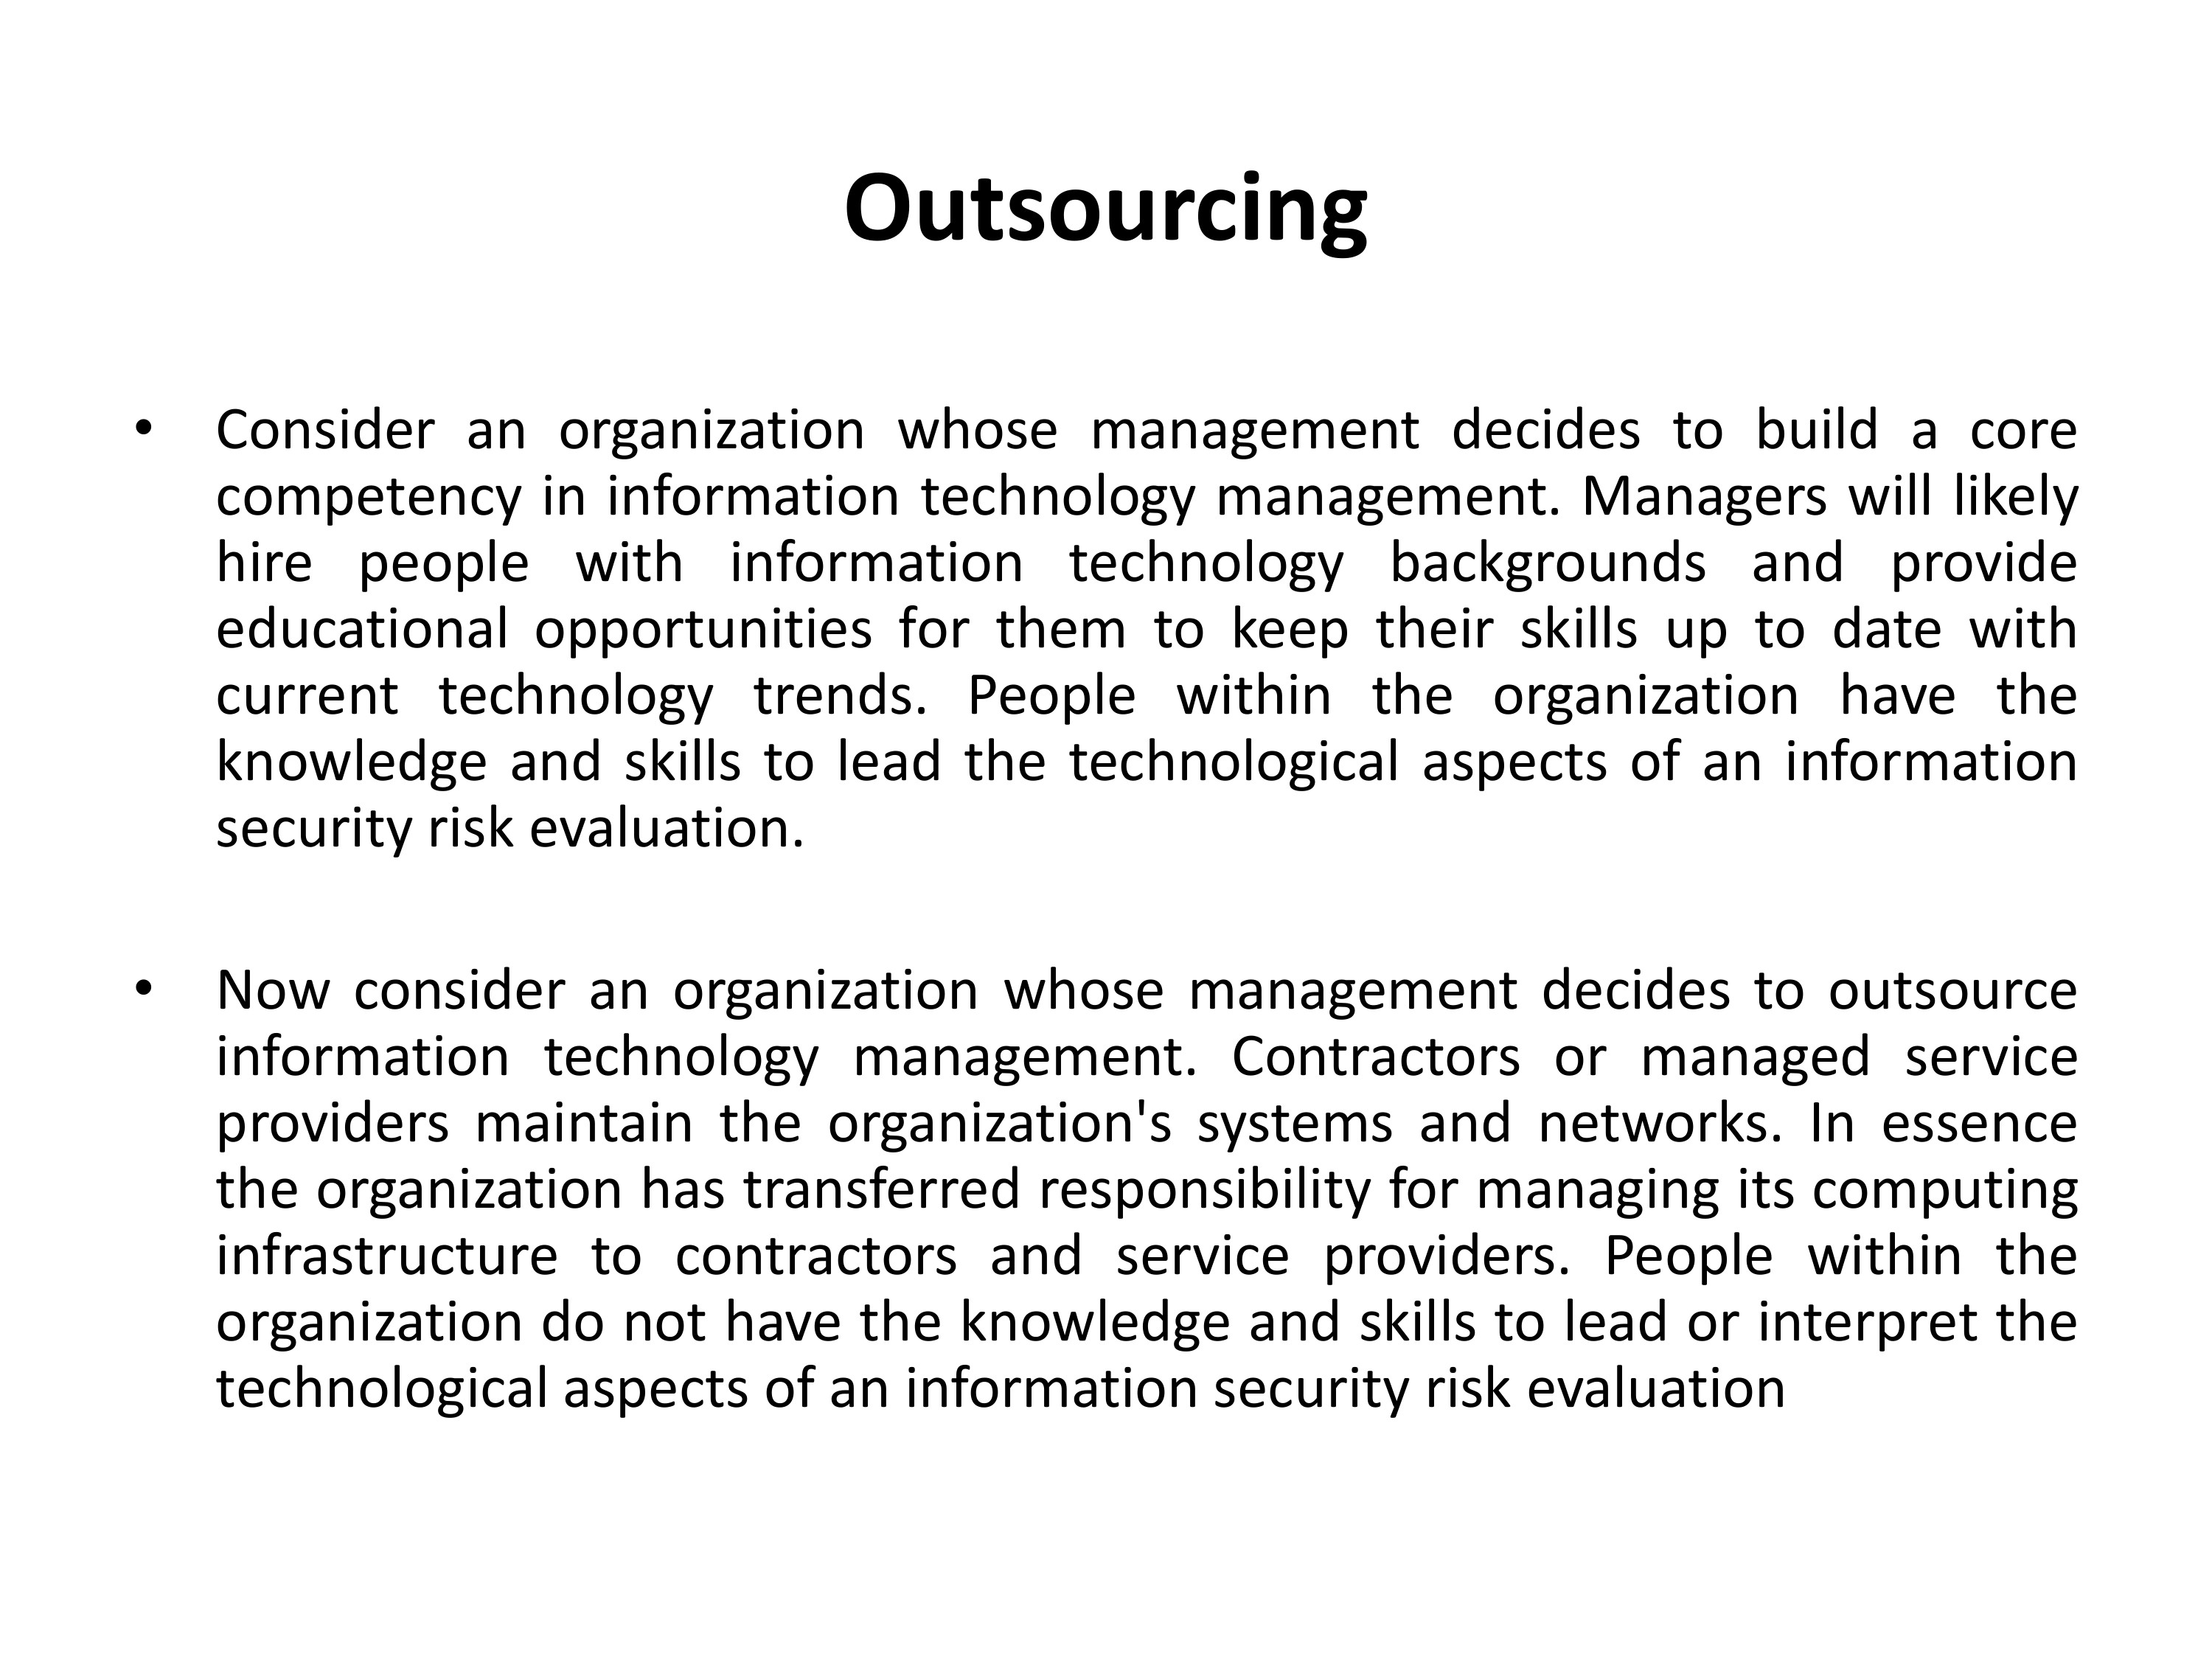 Outsourcing
• Consider an organization whose management decides to build a core
competency in information technology management. Managers will likely
hire people with information technology backgrounds and provide
educational opportunities for them to keep their skills up to date with
current technology trends. People within the organization have the
knowledge and skills to lead the technological aspects of an information
security risk evaluation.
• Now consider an organization whose management decides to outsource
information technology management. Contractors or managed service
providers maintain the organization's systems and networks. In essence
the organization has transferred responsibility for managing its computing
infrastructure to contractors and service providers. People within the
organization do not have the knowledge and skills to lead or interpret the
technological aspects of an information security risk evaluation